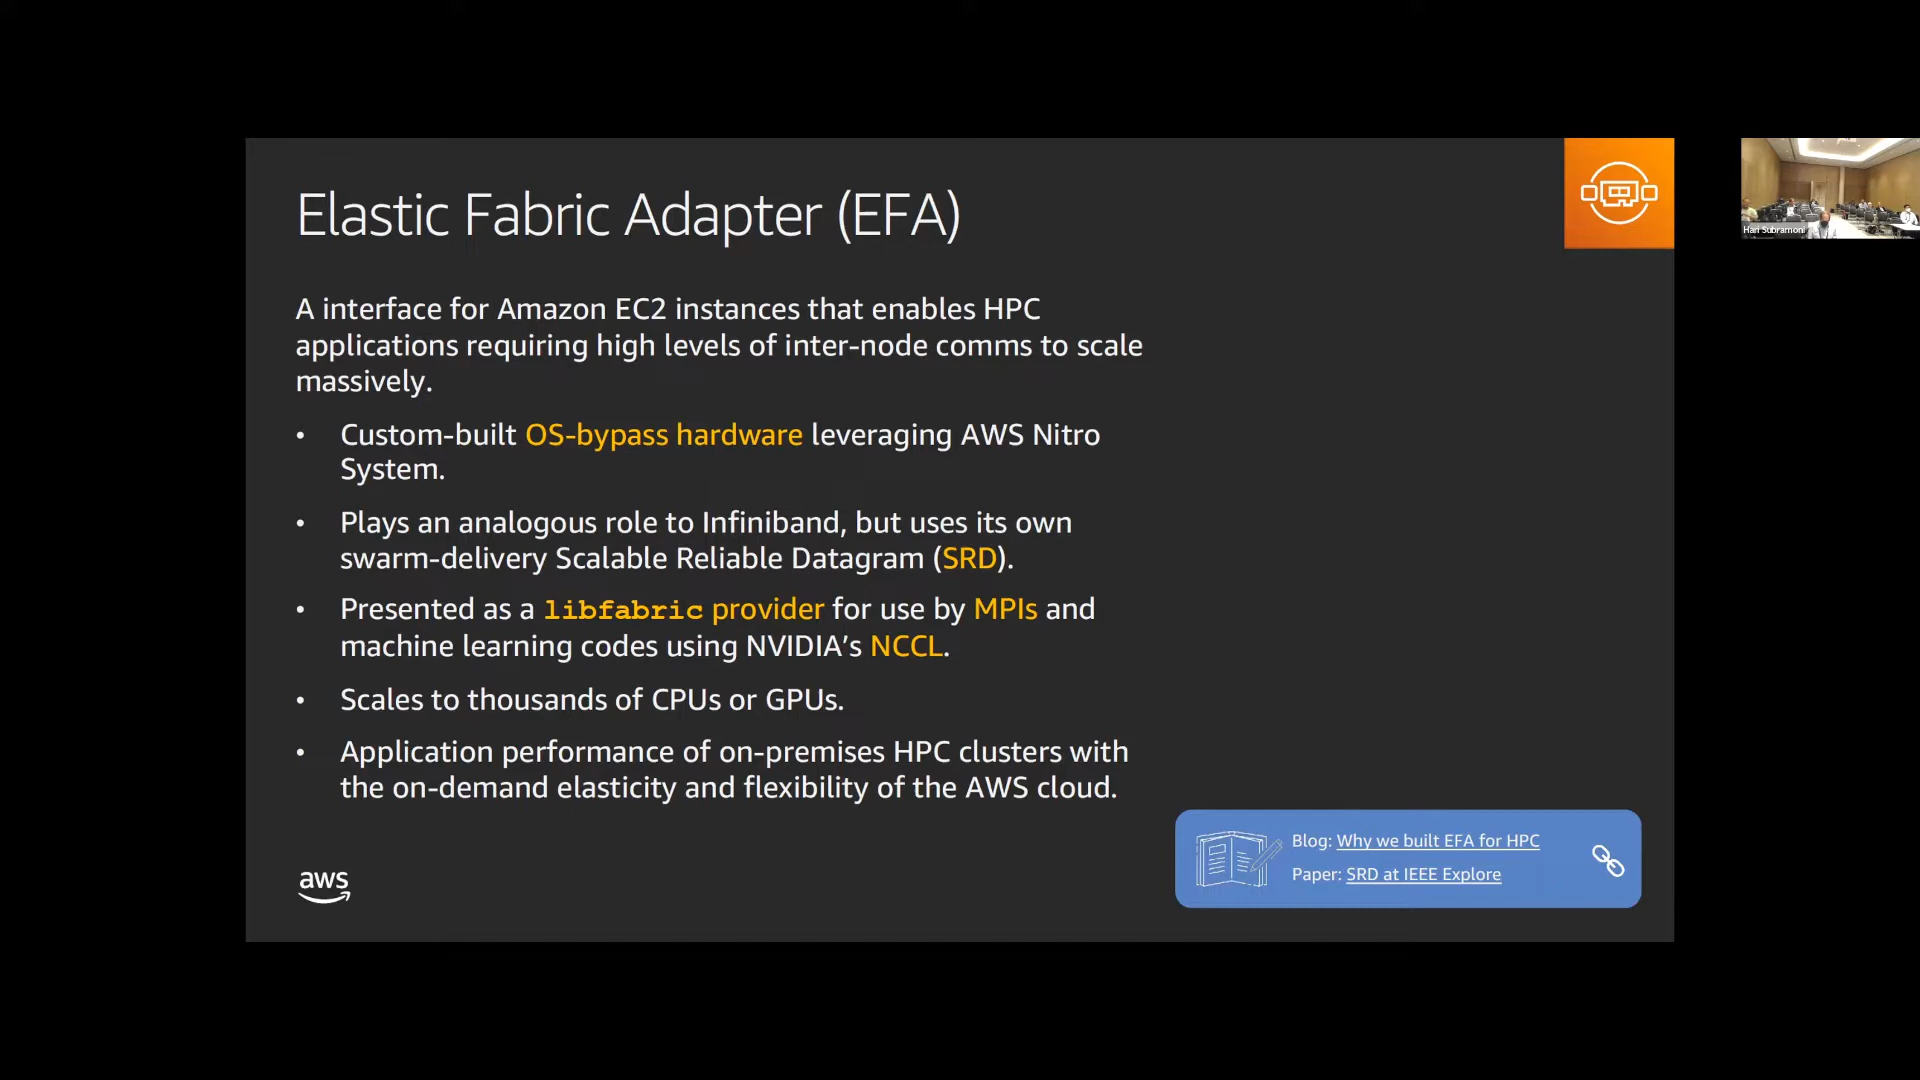 Elastic Fabric Adapter (EFA)
A interface for Amazon EC2 instances that enables HPC
applications requiring high levels of inter-node comms to scale
massively.
• Custom-built OS-bypass hardware leveraging AWS Nitro
System.
• Plays an analogous role to Infiniband, but uses its own
swarm-delivery Scalable Reliable Datagram (SRD).
• Presented as a libfabric provider for use by MPIs and
machine learning codes using NVIDIA’s NCCL.
• Scales to thousands of CPUs or GPUs.
• Application performance of on-premises HPC clusters with
the on-demand elasticity and flexibility of the AWS cloud.
Blog: Why we built EFA for HPC
Paper: SRD at IEEE Explore
aws
Hari Subramoni